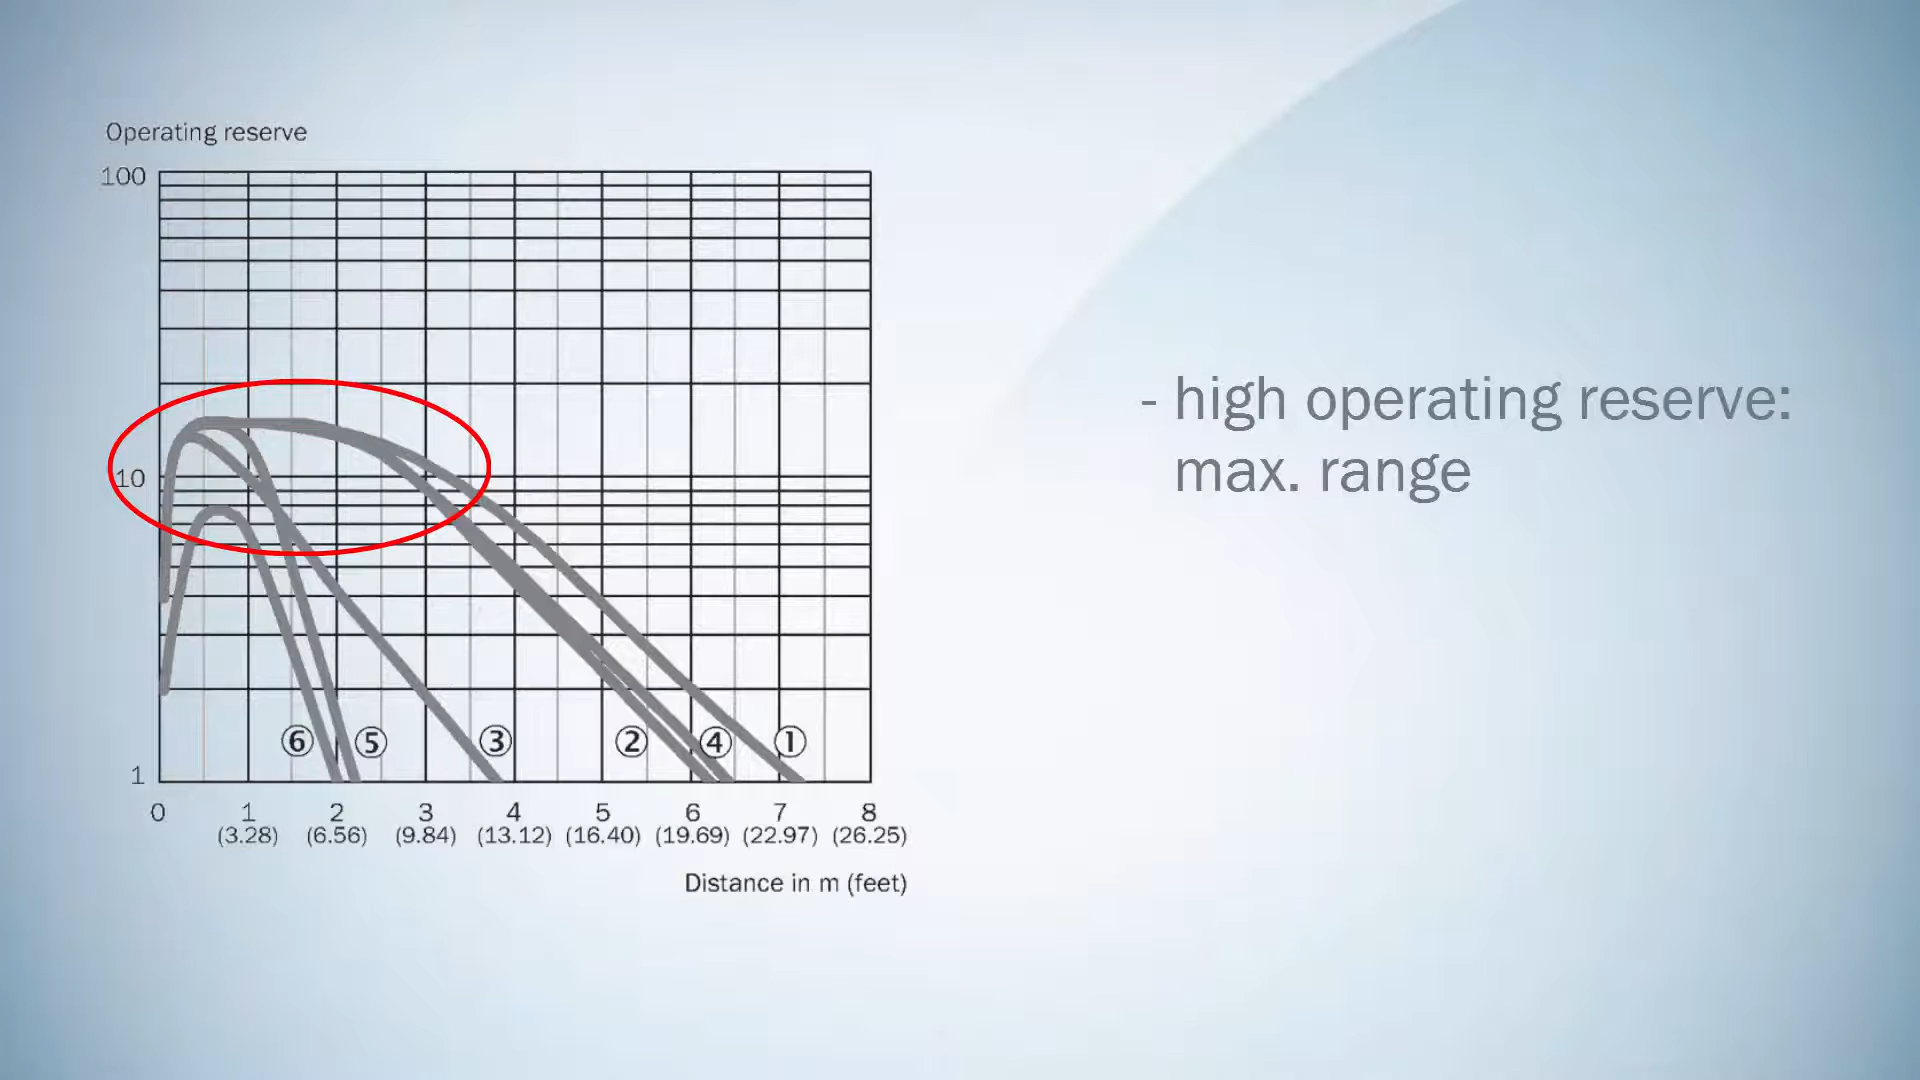 Operating reserve
100
10
1
⑥ ⑤ ③ ② ④ ①
0 1 2 3 4 5 6 7 8
(3.28) (6.56) (9.84) (13.12) (16.40) (19.69) (22.97) (26.25)
Distance in m (feet)
- high operating reserve:
max. range